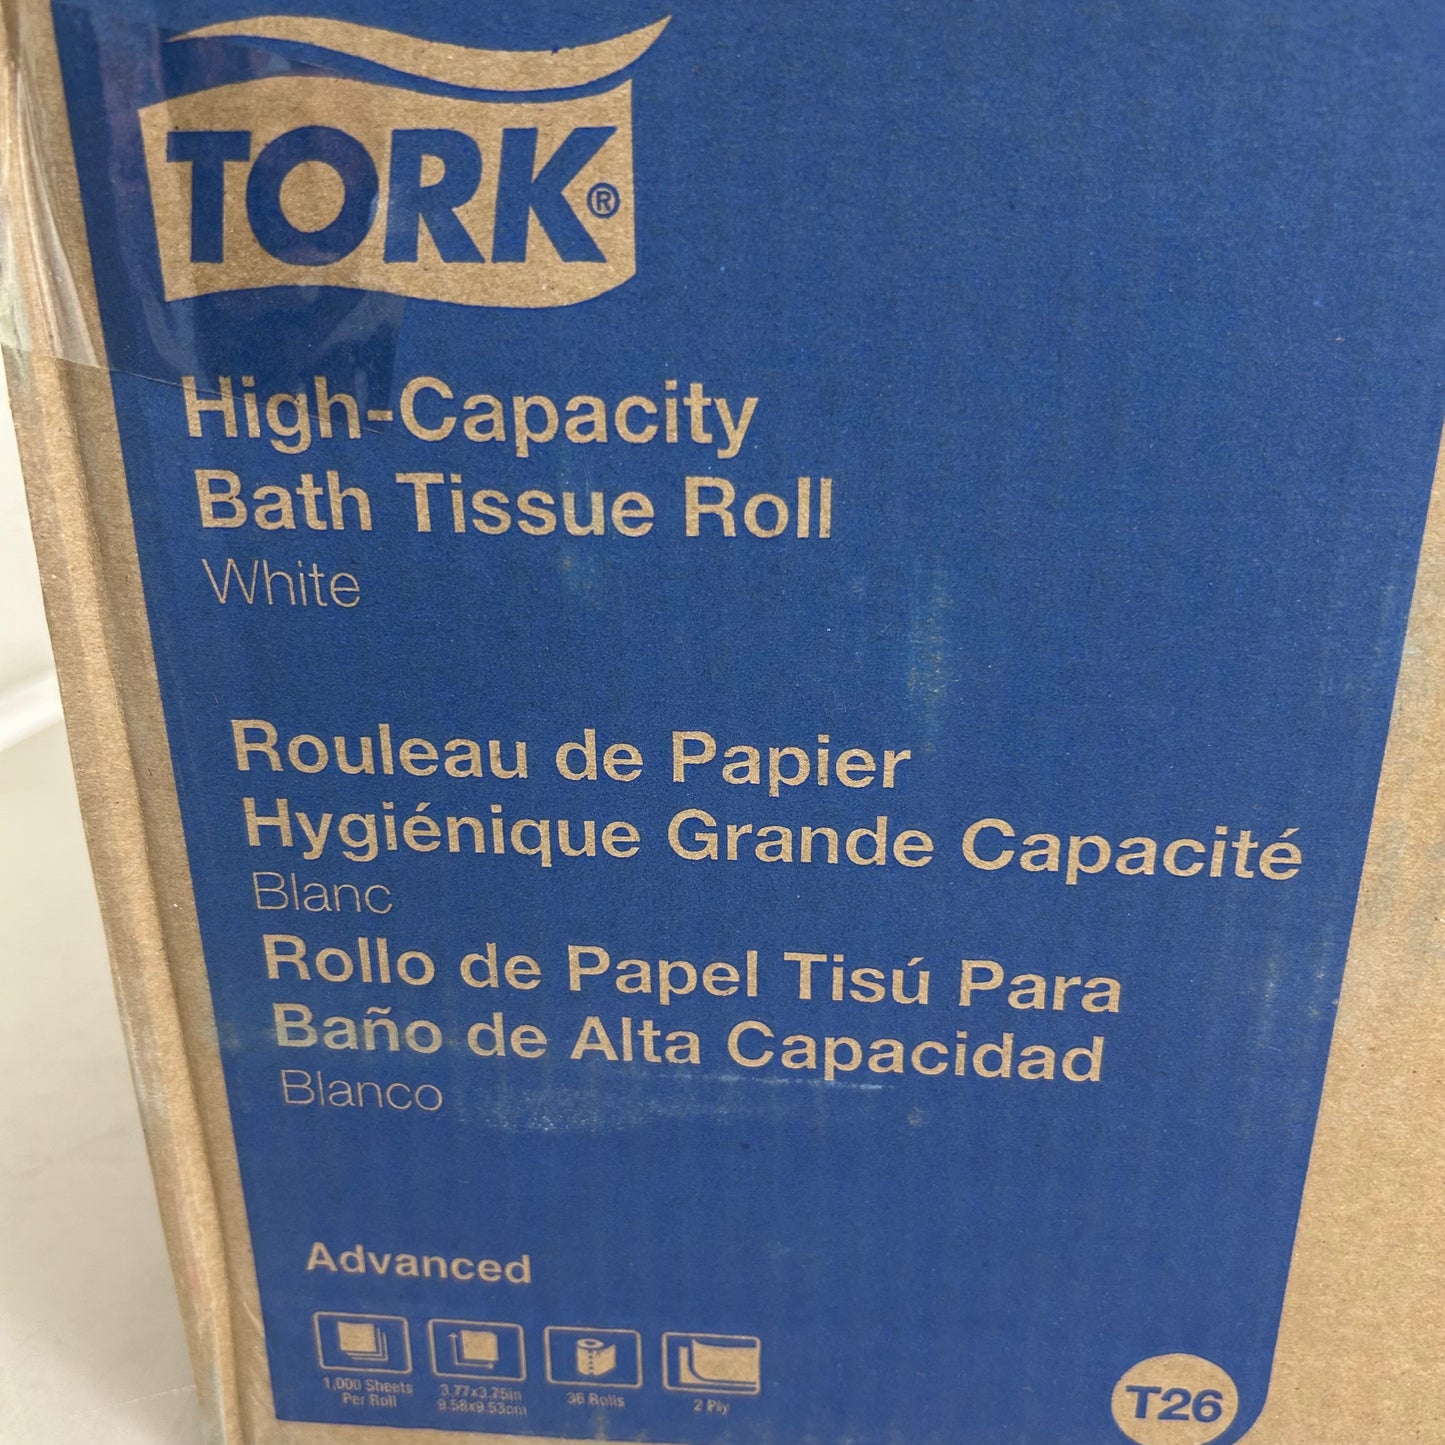 TORK®
High-Capacity
Bath Tissue Roll
White
Rouleau de Papier
Hygiénique Grande Capacité
Blanc
Rollo de Papel Tisú Para
Baño de Alta Capacidad
Blanco
Advanced
1,000 Sheets
Per Roll
3.77x3.75in
9.58x9.53cm
36 Rolls
2 Ply
T26